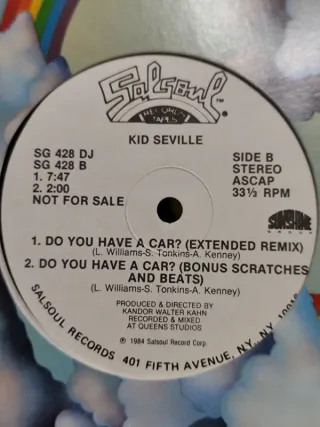 Salsoul
RECORDS
TAPES
™
®
KID SEVILLE
SG 428 DJ
SG 428 B
1. 7:47
2. 2:00
NOT FOR SALE
SIDE B
STEREO
ASCAP
33⅓ RPM
SUNSHINE
1. DO YOU HAVE A CAR? (EXTENDED REMIX)
(L. Williams-S. Tonkins-A. Kenney)
2. DO YOU HAVE A CAR? (BONUS SCRATCHES
AND BEATS)
(L. Williams-S. Tonkins-A. Kenney)
PRODUCED & DIRECTED BY
KANDOR WALTER KAHN
RECORDED & MIXED
AT QUEENS STUDIOS
℗ 1984 Salsoul Record Corp.
SALSOUL RECORDS 401 FIFTH AVENUE, NY, NY